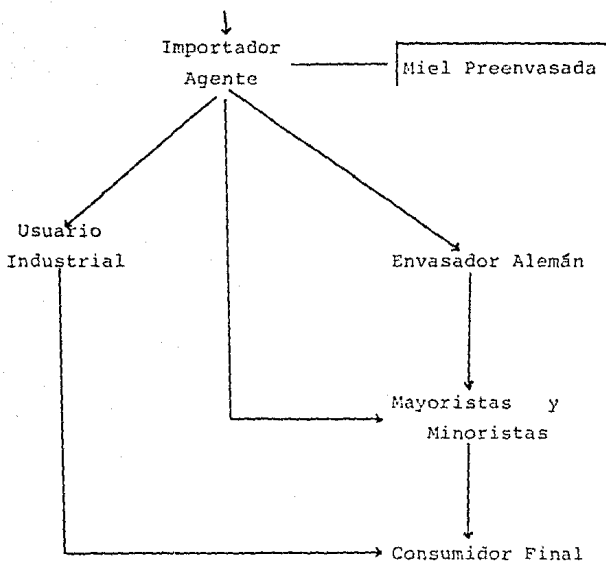 Importador
Agente
Miel Preenvasada
Usuario
Industrial
Envasador Alemán
Mayoristas y
Minoristas
Consumidor Final